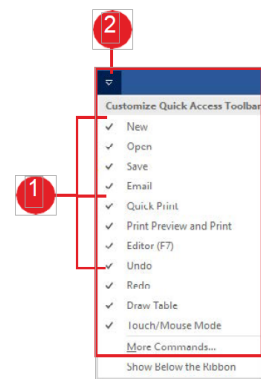 2
Customize Quick Access Toolbar
New
Open
Save
Email
1
Quick Print
Print Preview and Print
Editor (F7)
Undo
Redo
Draw Table
Touch/Mouse Mode
More Commands...
Show Below the Ribbon